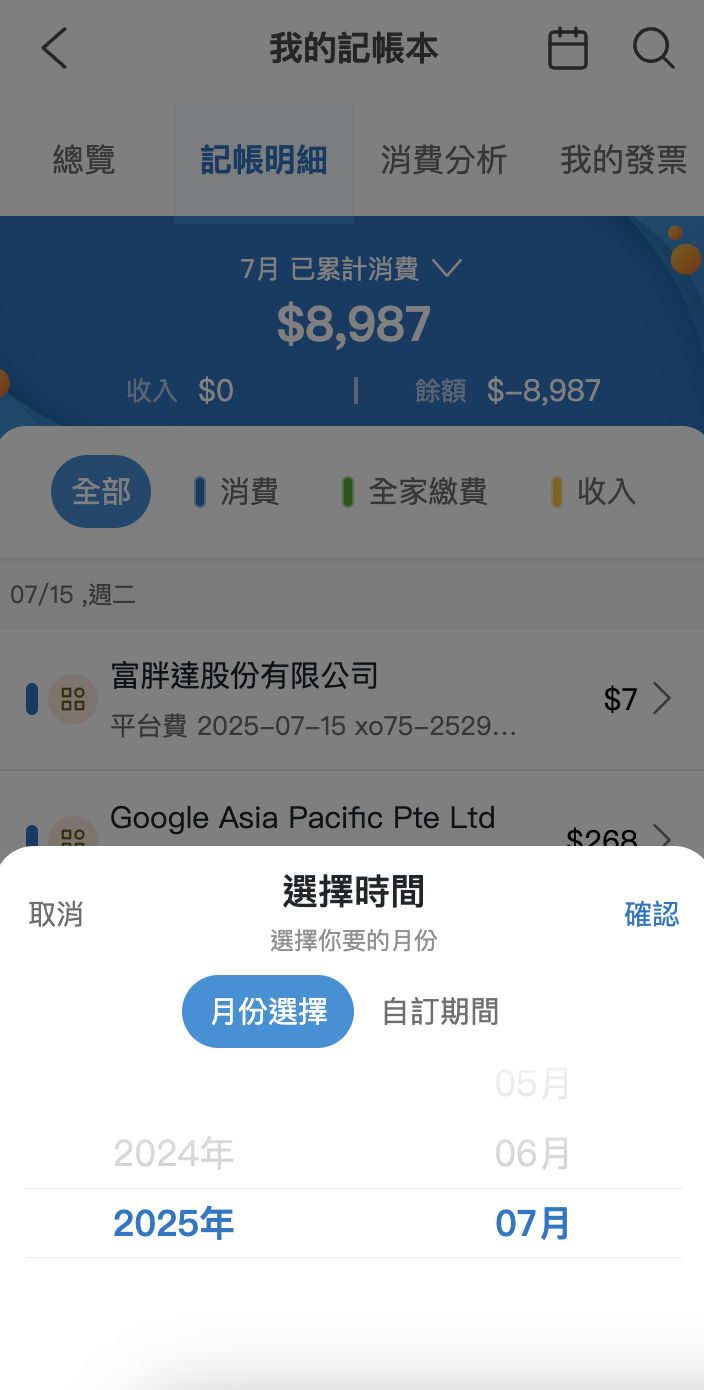 我的記帳本
總覽 記帳明細 消費分析 我的發票
7月 已累計消費
$8,987
收入 $0 | 餘額 $-8,987
全部 消費 全家繳費 收入
07/15 ,週二
富胖達股份有限公司
$7
平台費 2025-07-15 xo75-2529...
Google Asia Pacific Pte Ltd
$268
取消 選擇時間 確認
選擇你要的月份
月份選擇 自訂期間
05月
2024年 06月
2025年 07月